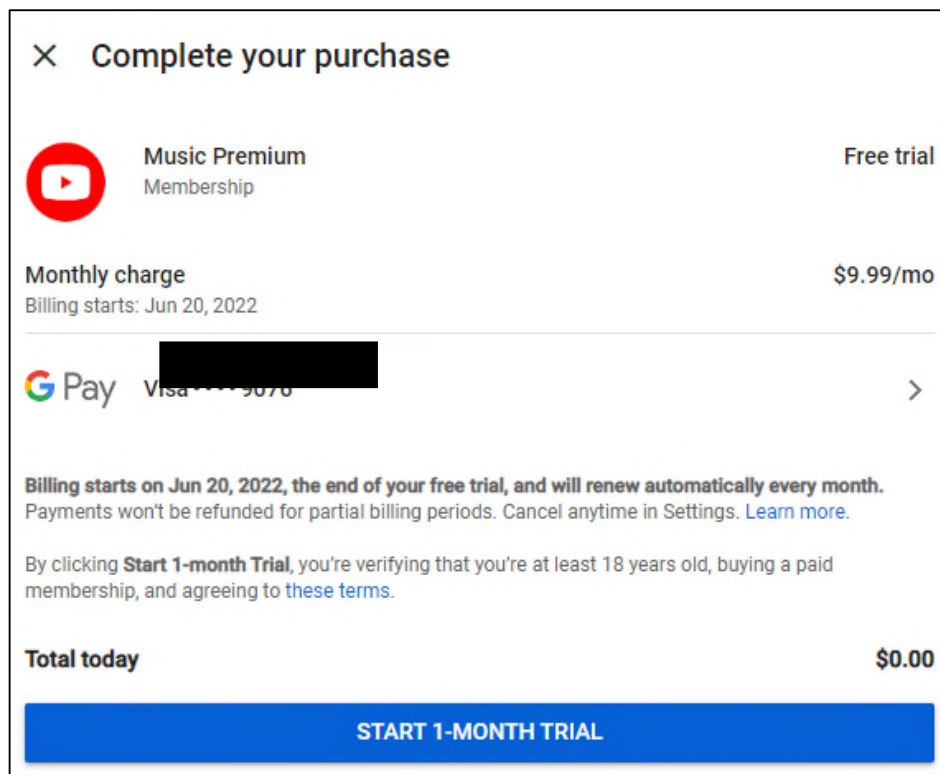 Complete your purchase
Music Premium
Free trial
Membership
Monthly charge
$9.99/mo
Billing starts: Jun 20, 2022
G Pay
Visa
Billing starts on Jun 20, 2022, the end of your free trial, and will renew automatically every month.
Payments won't be refunded for partial billing periods. Cancel anytime in Settings. Learn more.
By clicking Start 1-month Trial, you're verifying that you're at least 18 years old, buying a paid
membership, and agreeing to these terms.
Total today
$0.00
START 1-MONTH TRIAL